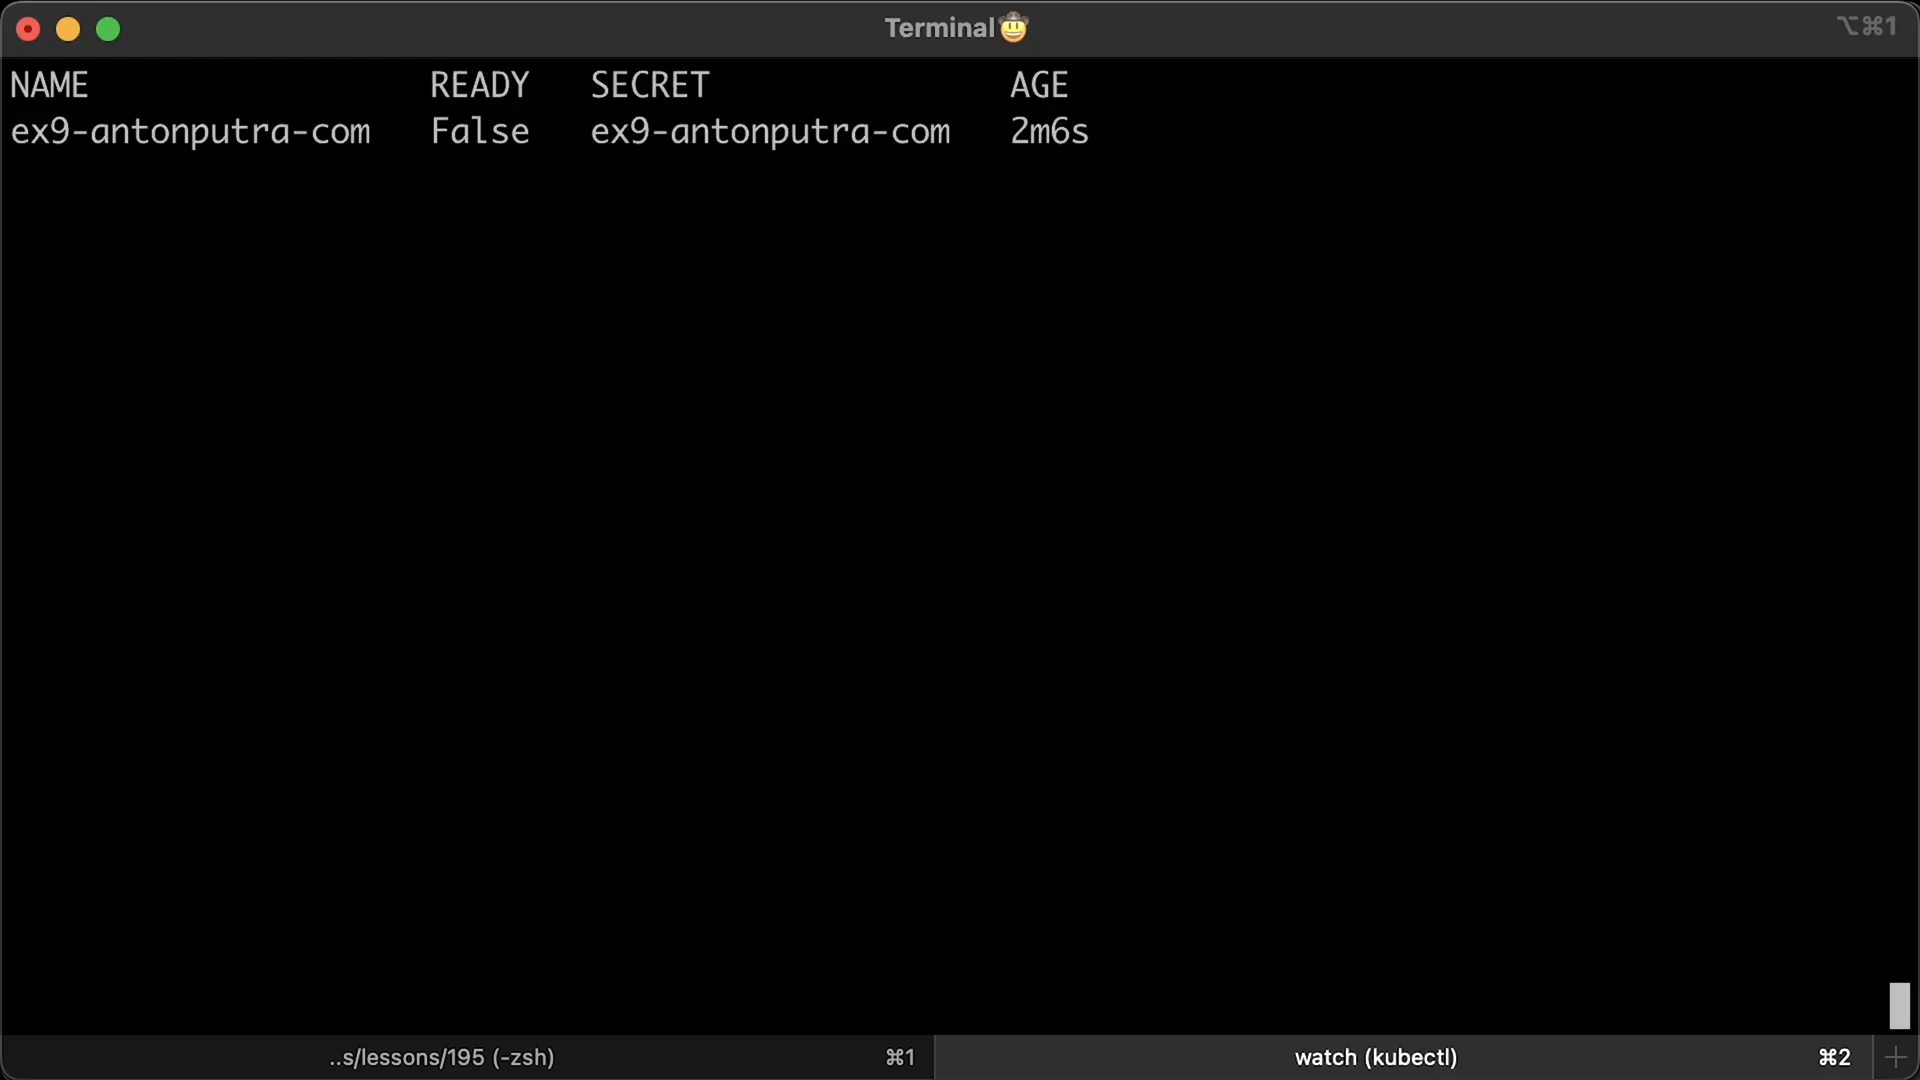 Terminal🤠
⌥⌘1
NAME READY SECRET AGE
ex9-antonputra-com False ex9-antonputra-com 2m6s
..s/lessons/195 (-zsh) ⌘1
watch (kubectl) ⌘2 +